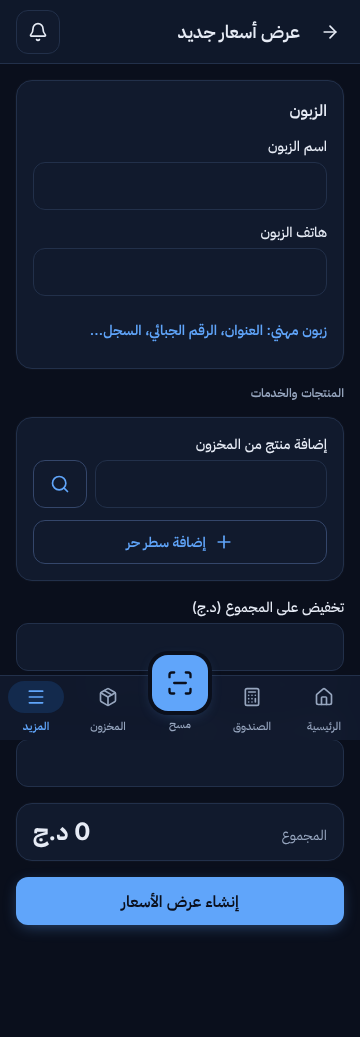 عرض أسعار جديد
الزبون
اسم الزبون
هاتف الزبون
زبون مهني: العنوان، الرقم الجبائي، السجل...
المنتجات والخدمات
إضافة منتج من المخزون
إضافة سطر حر
تخفيض على المجموع (د.ج)
الرئيسية
الصندوق
مسح
المخزون
المزيد
المجموع
0 د.ج
إنشاء عرض الأسعار